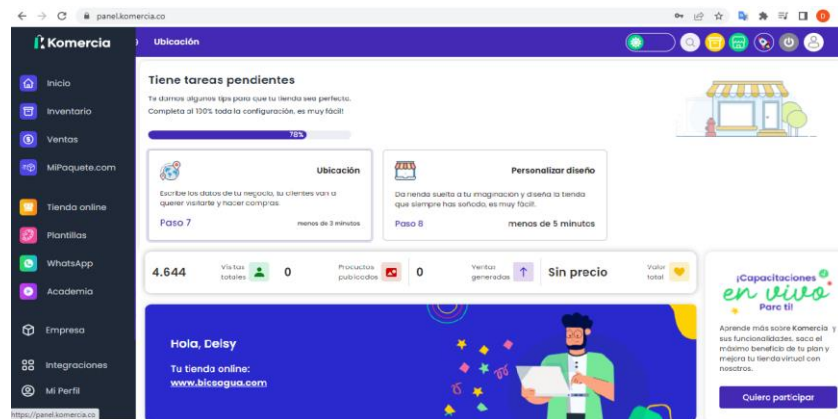 panel.komercia.co
Komercia
Ubicación
Inicio
Inventario
Ventas
MiPaquete.com
Tienda online
Plantillas
WhatsApp
Academia
Empresa
Integraciones
Mi Perfil
https://panel.komercia.co
Tiene tareas pendientes
Te damos algunos tips para que tu tienda sea perfecta.
Completa al 100% toda la configuración, es muy fácil!
78%
Ubicación
Escribe los datos de tu negocio, tu clientes van a
querer visitarte y hacer compras.
Paso 7
menos de 3 minutos
Personalizar diseño
Da rienda suelta a tu imaginación y diseña la tienda
que siempre has soñado, es muy fácil.
Paso 8
menos de 5 minutos
4.644
Visitas
totales
0
Productos
publicados
0
Ventas
generadas
Sin precio
Valor
total
Hola, Deisy
Tu tienda online:
www.bicsagua.com
¡Capacitaciones
en vivo
Para ti!
Aprende más sobre Komercia y
sus funcionalidades, saca el
máximo beneficio de tu plan y
mejora tu tienda virtual con
nosotros.
Quiero participar